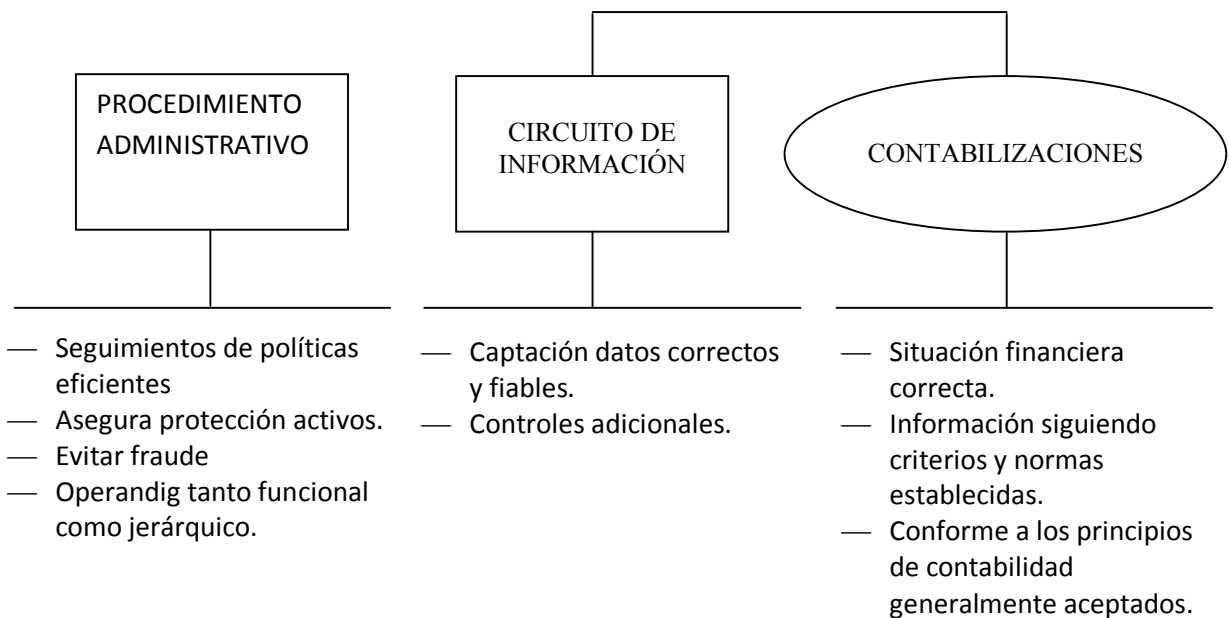 PROCEDIMIENTO
ADMINISTRATIVO
CIRCUITO DE
INFORMACIÓN
CONTABILIZACIONES
— Seguimientos de políticas
eficientes
— Asegura protección activos.
— Evitar fraude
— Operandig tanto funcional
como jerárquico.
— Captación datos correctos
y fiables.
— Controles adicionales.
— Situación financiera
correcta.
— Información siguiendo
criterios y normas
establecidas.
— Conforme a los principios
de contabilidad
generalmente aceptados.